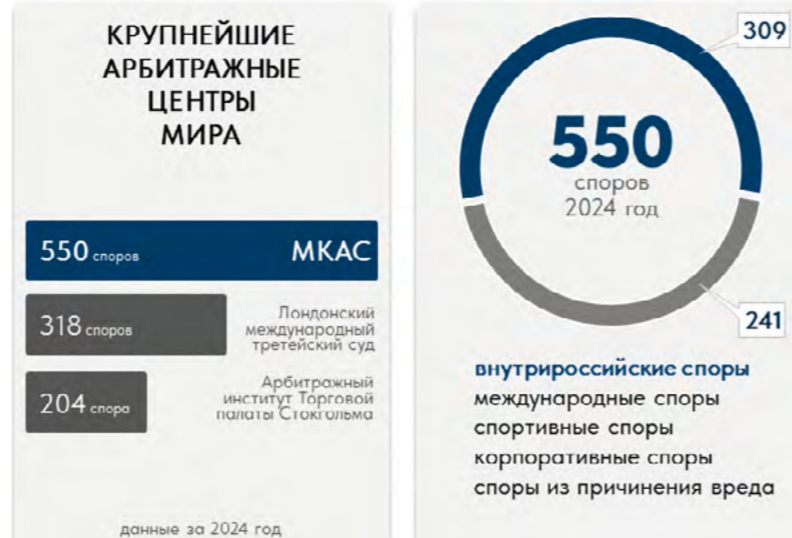 КРУПНЕЙШИЕ
АРБИТРАЖНЫЕ
ЦЕНТРЫ
МИРА
550 споров МКАС
318 споров
Лондонский
международный
третейский суд
204 спора
Арбитражный
институт Торговой
палаты Стокгольма
данные за 2024 год
309
550
споров
2024 год
241
внутрироссийские споры
международные споры
спортивные споры
корпоративные споры
споры из причинения вреда